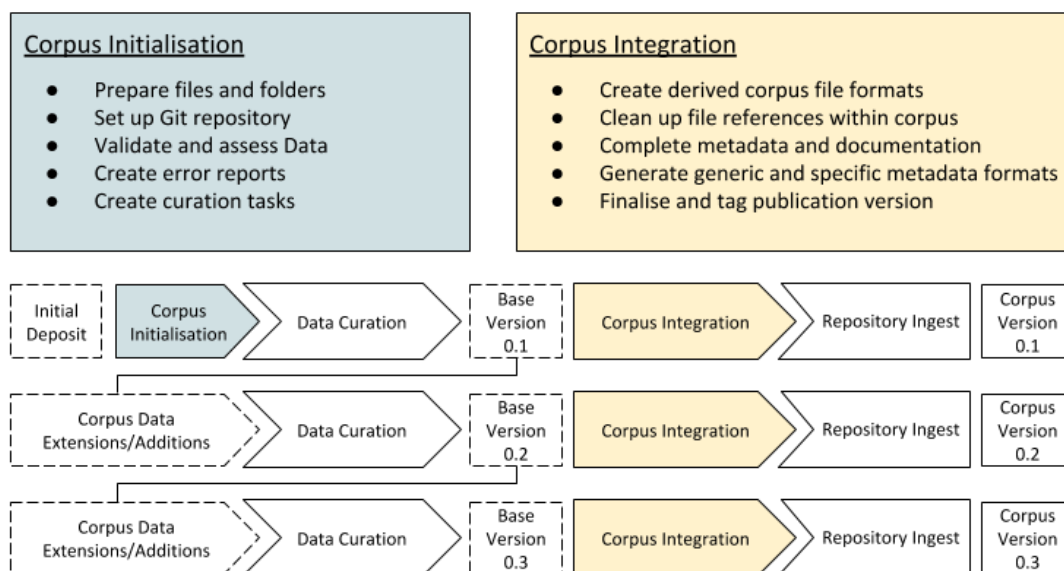 Corpus Initialisation
● Prepare files and folders
● Set up Git repository
● Validate and assess Data
● Create error reports
● Create curation tasks
Corpus Integration
● Create derived corpus file formats
● Clean up file references within corpus
● Complete metadata and documentation
● Generate generic and specific metadata formats
● Finalise and tag publication version
Initial
Deposit
Corpus
Initialisation
Data Curation
Base
Version
0.1
Corpus Integration
Repository Ingest
Corpus
Version
0.1
Corpus Data
Extensions/Additions
Data Curation
Base
Version
0.2
Corpus Integration
Repository Ingest
Corpus
Version
0.2
Corpus Data
Extensions/Additions
Data Curation
Base
Version
0.3
Corpus Integration
Repository Ingest
Corpus
Version
0.3